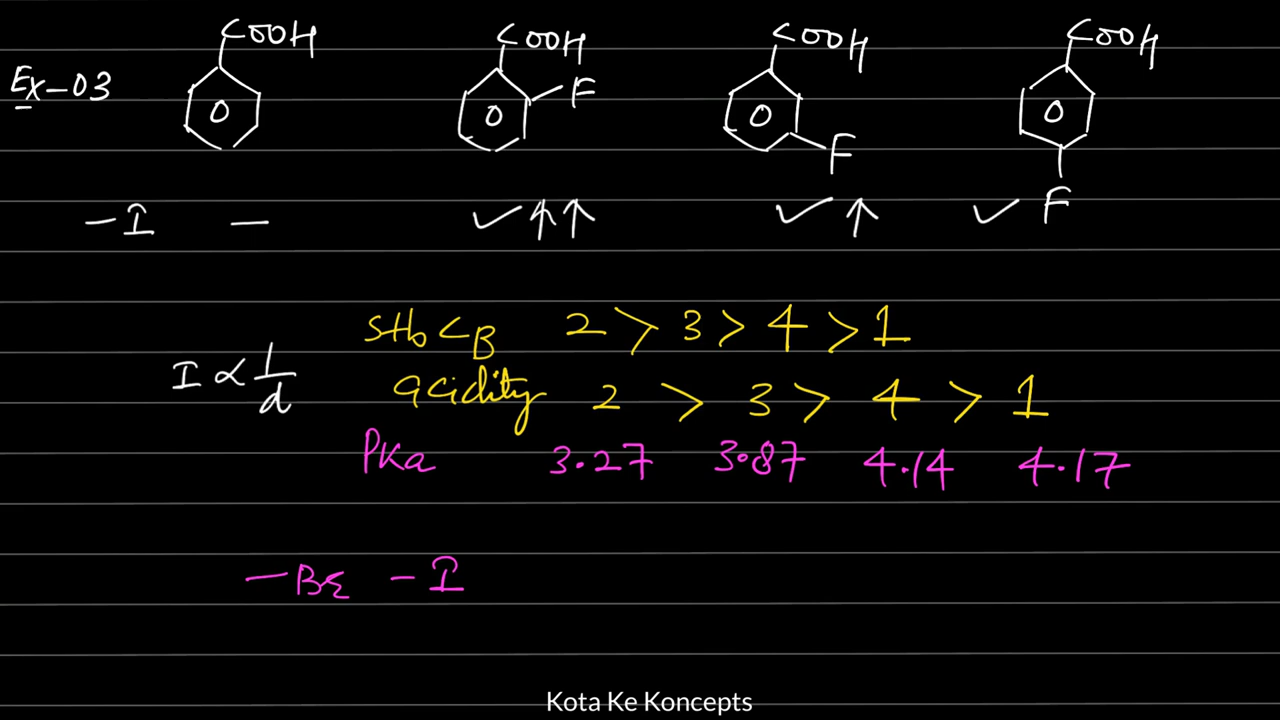 COOH COOH COOH COOH
Ex-03 F
F
F
-I — ✓↑↑ ✓↑ ✓
stb CB 2 > 3 > 4 > 1
I ∝ 1/d
acidity 2 > 3 > 4 > 1
PKa 3.27 3.87 4.14 4.17
-Br -I
Kota Ke Koncepts